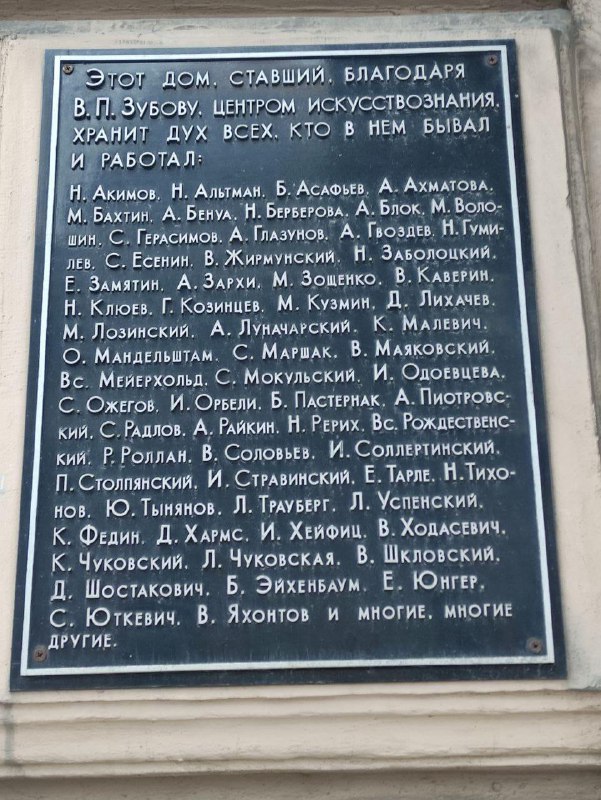 Этот дом, ставший, благодаря
В.П. Зубову, центром искусствознания,
хранит дух всех, кто в нем бывал
и работал:
Н. Акимов, Н. Альтман, Б. Асафьев, А. Ахматова,
М. Бахтин, А. Бенуа, Н. Берберова, А. Блок, М. Воло-
шин, С. Герасимов, А. Глазунов, А. Гвоздев, Н. Гуми-
лев, С. Есенин, В. Жирмунский, Н. Заболоцкий,
Е. Замятин, А. Зархи, М. Зощенко, В. Каверин,
Н. Клюев, Г. Козинцев, М. Кузмин, Д. Лихачев,
М. Лозинский, А. Луначарский, К. Малевич,
О. Мандельштам, С. Маршак, В. Маяковский,
Вс. Мейерхольд, С. Мокульский, И. Одоевцева,
С. Ожегов, И. Орбели, Б. Пастернак, А. Пиотровс-
кий, С. Радлов, А. Райкин, Н. Рерих, Вс. Рождественс-
кий, Р. Роллан, В. Соловьев, И. Соллертинский,
П. Столпянский, И. Стравинский, Е. Тарле, Н. Тихо-
нов, Ю. Тынянов, Л. Трауберг, Л. Успенский,
К. Федин, Д. Хармс, И. Хейфиц, В. Ходасевич,
К. Чуковский, Л. Чуковская, В. Шкловский,
Д. Шостакович, Б. Эйхенбаум, Е. Юнгер,
С. Юткевич, В. Яхонтов и многие, многие
другие.